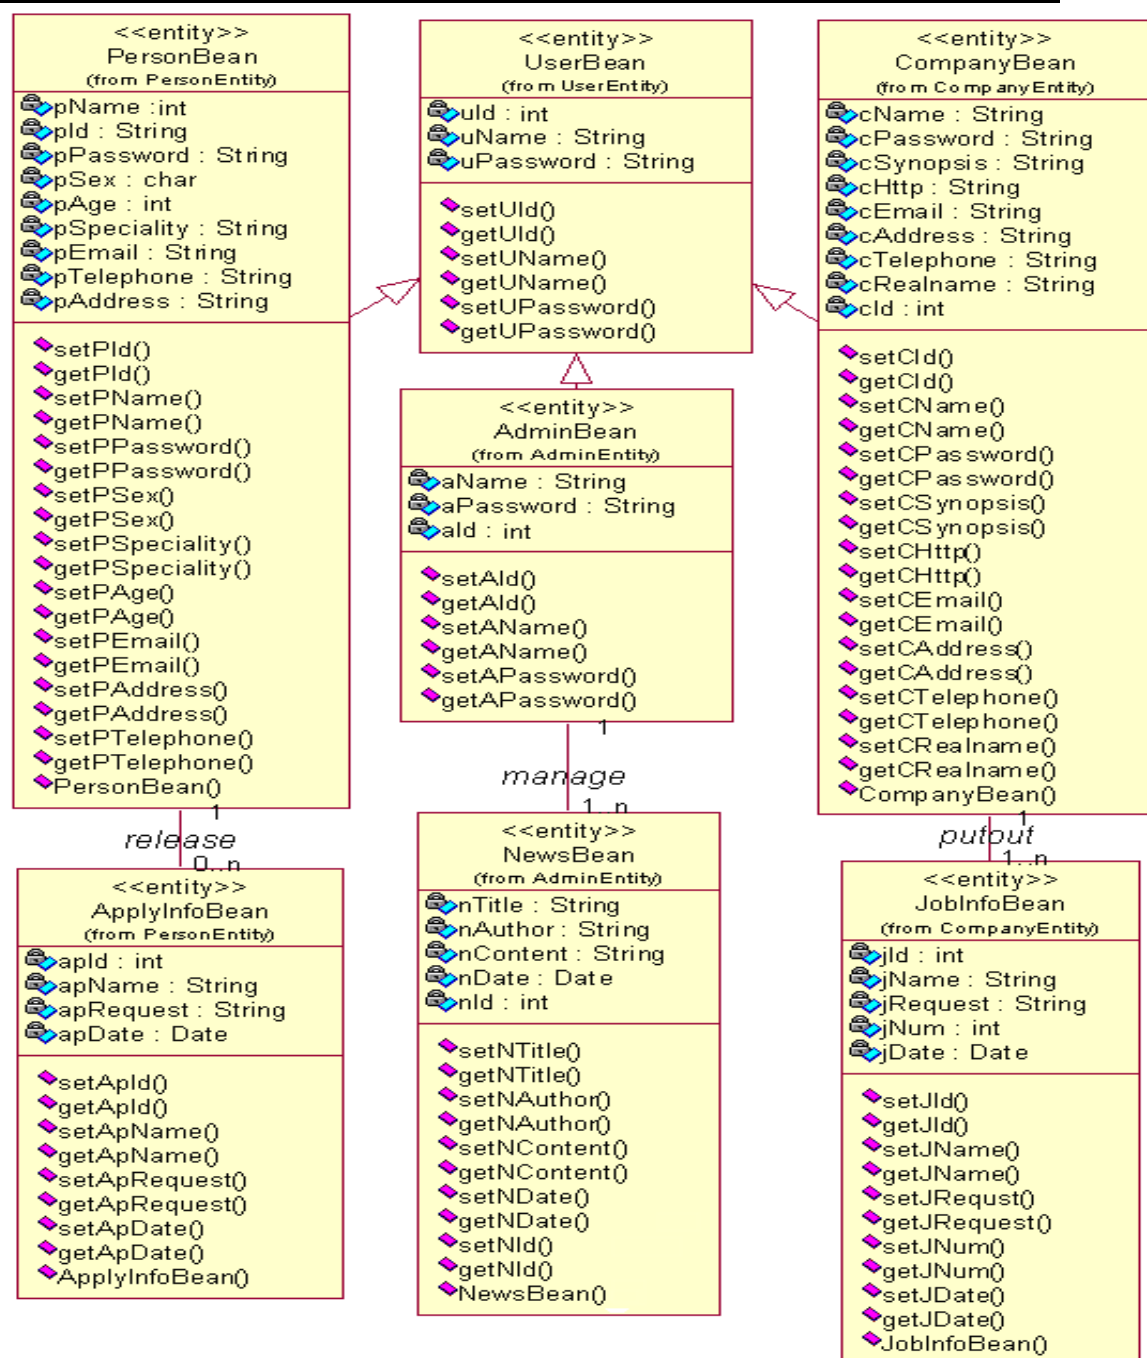 <<entity>>
PersonBean
(from PersonEntity)
pName :int
pId : String
pPassword : String
pSex : char
pAge : int
pSpeciality : String
pEmail : String
pTelephone : String
pAddress : String
setPId()
getPId()
setPName()
getPName()
setPPassword()
getPPassword()
setPSex()
getPSex()
setPSpeciality()
getPSpeciality()
setPAge()
getPAge()
setPEmail()
getPEmail()
setPAddress()
getPAddress()
setPTelephone()
getPTelephone()
PersonBean()
<<entity>>
UserBean
(from UserEntity)
uId : int
uName : String
uPassword : String
setUId()
getUId()
setUName()
getUName()
setUPassword()
getUPassword()
<<entity>>
CompanyBean
(from CompanyEntity)
cName : String
cPassword : String
cSynopsis : String
cHttp : String
cEmail : String
cAddress : String
cTelephone : String
cRealname : String
cId : int
setCId()
getCId()
setCName()
getCName()
setCPassword()
getCPassword()
setCSynopsis()
getCSynopsis()
setCHttp()
getCHttp()
setCEmail()
getCEmail()
setCAddress()
getCAddress()
setCTelephone()
getCTelephone()
setCRealname()
getCRealname()
CompanyBean()
<<entity>>
AdminBean
(from AdminEntity)
aName : String
aPassword : String
aId : int
setAId()
getAId()
setAName()
getAName()
setAPassword()
getAPassword()
1
release
0..n
1
manage
1..n
1
putout
1..n
<<entity>>
ApplyInfoBean
(from PersonEntity)
apId : int
apName : String
apRequest : String
apDate : Date
setApId()
getApId()
setApName()
getApName()
setApRequest()
getApRequest()
setApDate()
getApDate()
ApplyInfoBean()
<<entity>>
NewsBean
(from AdminEntity)
nTitle : String
nAuthor : String
nContent : String
nDate : Date
nId : int
setNTitle()
getNTitle()
setNAuthor()
getNAuthor()
setNContent()
getNContent()
setNDate()
getNDate()
setNId()
getNId()
NewsBean()
<<entity>>
JobInfoBean
(from CompanyEntity)
jId : int
jName : String
jRequest : String
jNum : int
jDate : Date
setJId()
getJId()
setJName()
getJName()
setJRequst()
getJRequest()
setJNum()
getJNum()
setJDate()
getJDate()
JobInfoBean()